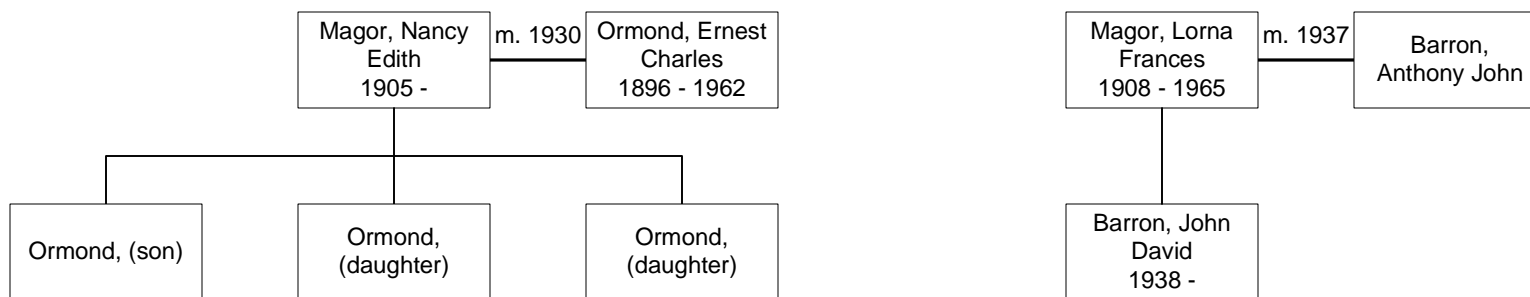 Magor, Nancy
Edith
1905 -
m. 1930
Ormond, Ernest
Charles
1896 - 1962
Magor, Lorna
Frances
1908 - 1965
m. 1937
Barron,
Anthony John
Ormond, (son)
Ormond,
(daughter)
Ormond,
(daughter)
Barron, John
David
1938 -